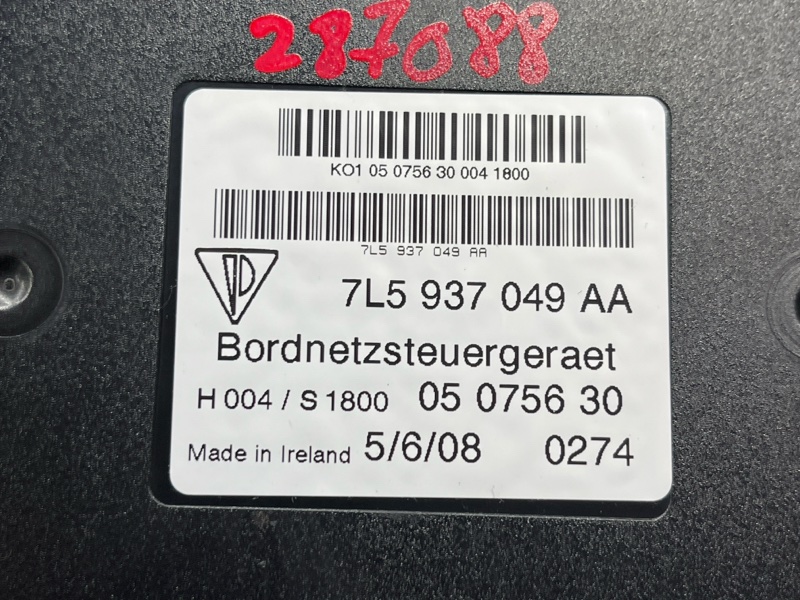 287088
KO1 05 0756 30 004 1800
7L5 937 049 AA
7L5 937 049 AA
Bordnetzsteuergeraet
H 004 / S 1800 05 0756 30
Made in Ireland 5/6/08 0274